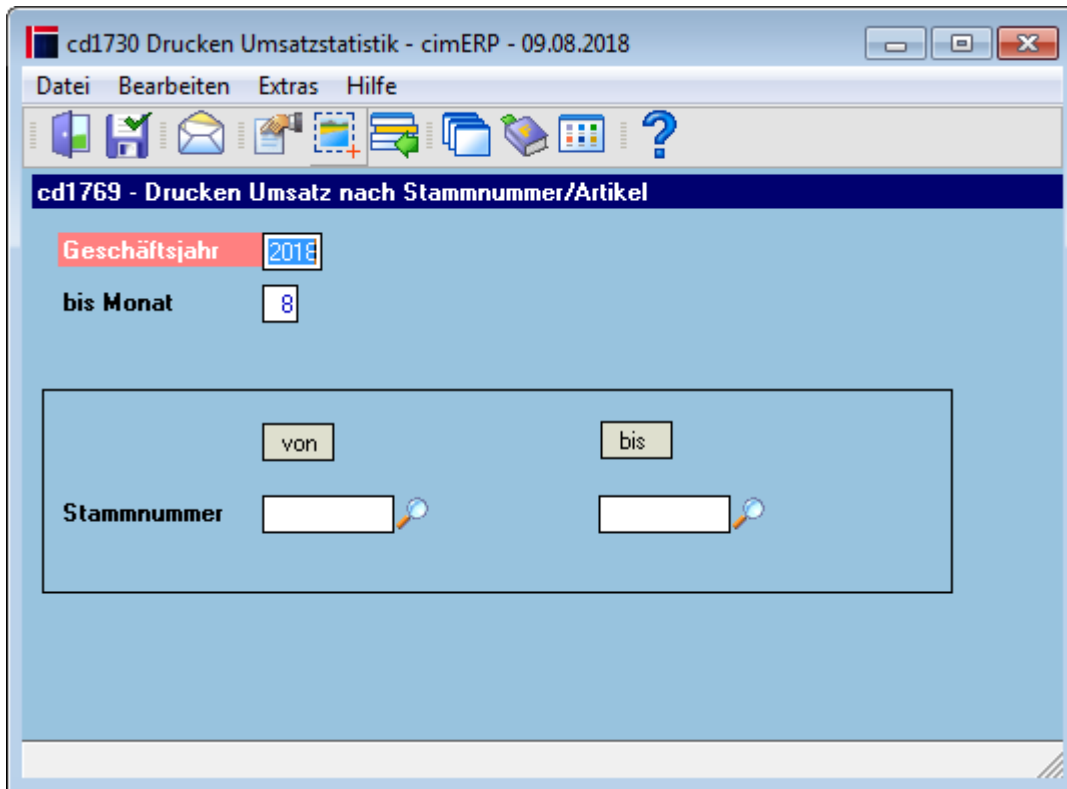 cd1730 Drucken Umsatzstatistik - cimERP - 09.08.2018
Datei Bearbeiten Extras Hilfe
cd1769 - Drucken Umsatz nach Stammnummer/Artikel
Geschäftsjahr 2018
bis Monat 8
von bis
Stammnummer